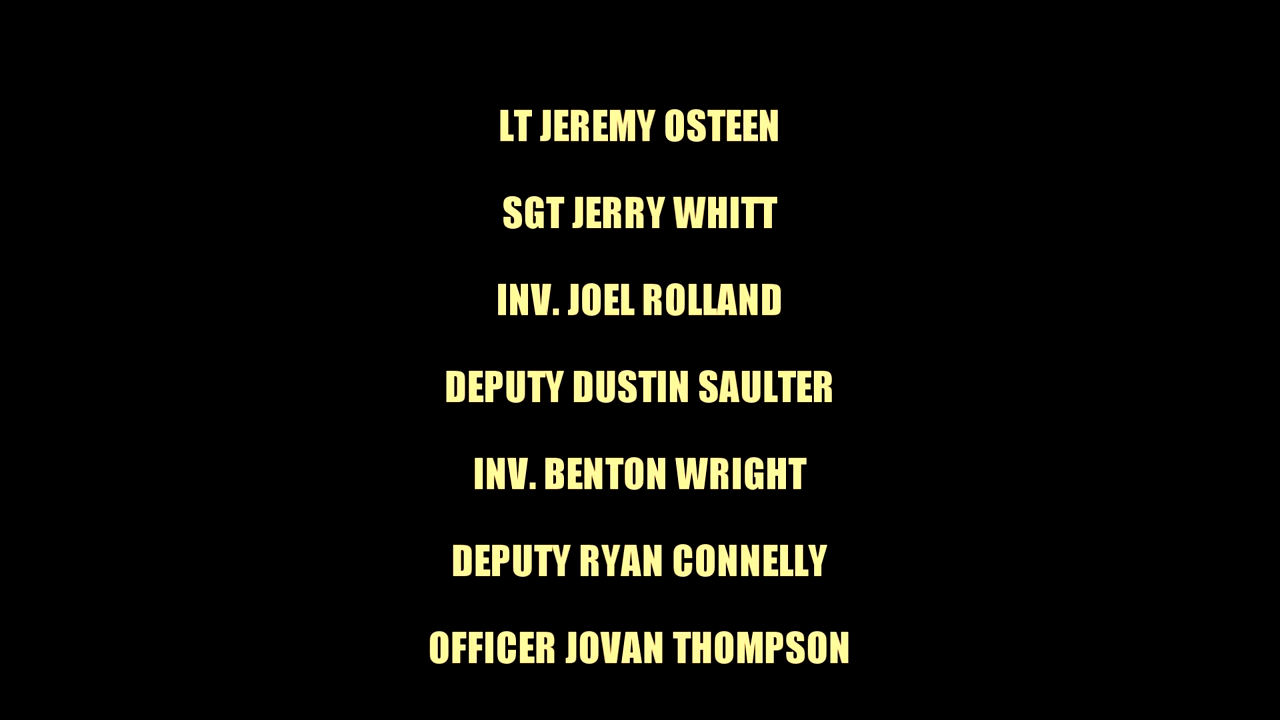 LT JEREMY OSTEEN
SGT JERRY WHITT
INV. JOEL ROLLAND
DEPUTY DUSTIN SAULTER
INV. BENTON WRIGHT
DEPUTY RYAN CONNELLY
OFFICER JOVAN THOMPSON